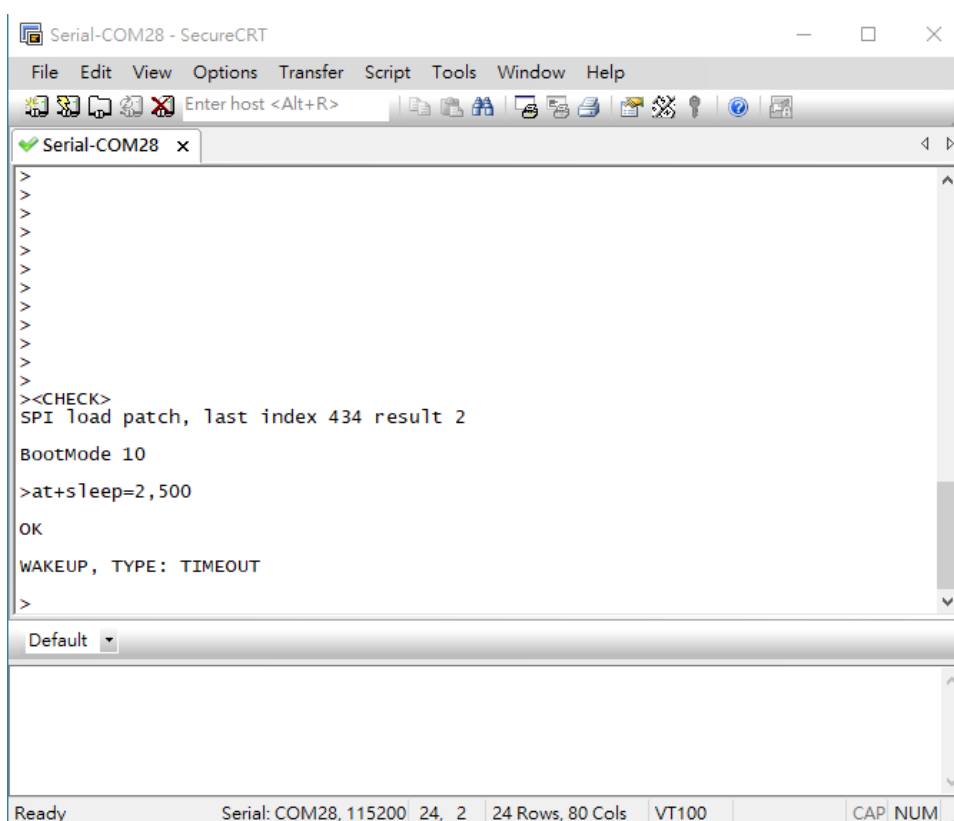 Serial-COM28 - SecureCRT
File Edit View Options Transfer Script Tools Window Help
Enter host <Alt+R>
Serial-COM28 x
>
>
>
>
>
>
>
>
>
>
>
>
><CHECK>
SPI load patch, last index 434 result 2
BootMode 10
>at+sleep=2,500
OK
WAKEUP, TYPE: TIMEOUT
>
Default
Ready Serial: COM28, 115200 24, 2 24 Rows, 80 Cols VT100 CAP NUM